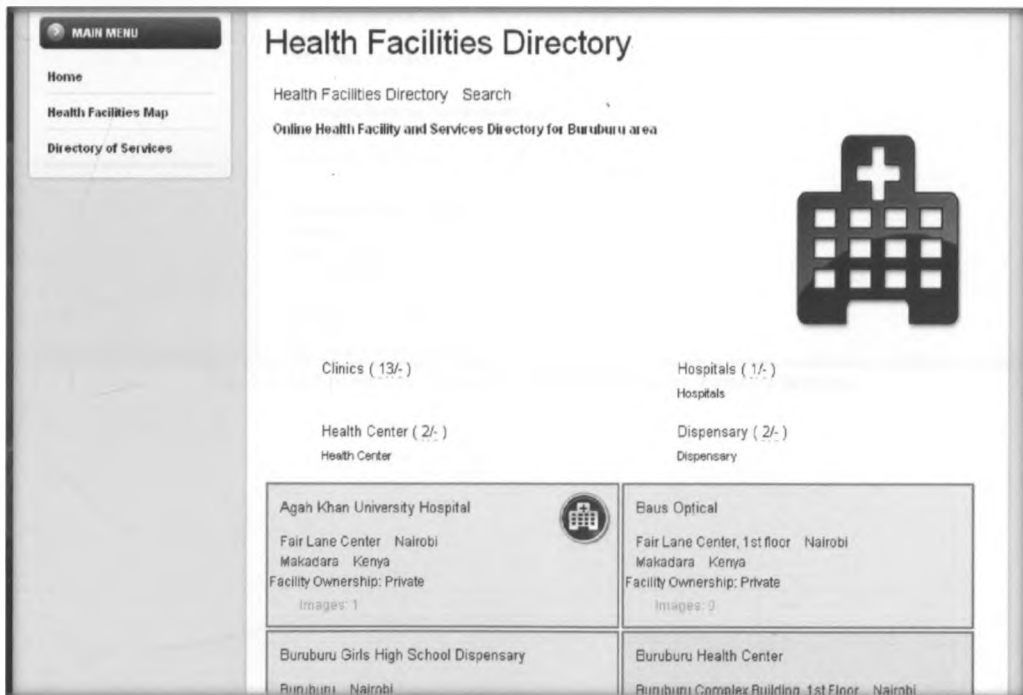 MAIN MENU
Home
Health Facilities Map
Directory of Services
Health Facilities Directory
Health Facilities Directory Search
Online Health Facility and Services Directory for Buruburu area
Clinics ( 13/- )
Hospitals ( 1/- )
Hospitals
Health Center ( 2/- )
Health Center
Dispensary ( 2/- )
Dispensary
Agah Khan University Hospital
Fair Lane Center Nairobi
Makadara Kenya
Facility Ownership: Private
Images: 1
Baus Optical
Fair Lane Center, 1st floor Nairobi
Makadara Kenya
Facility Ownership: Private
Images: 0
Buruburu Girls High School Dispensary
Buruburu Nairobi
Buruburu Health Center
Buruburu Complex Building, 1st Floor Nairobi